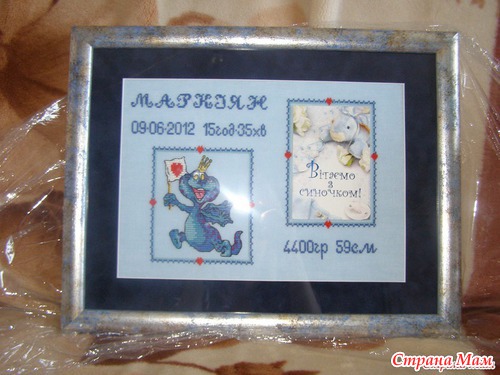 МАРКІЯН
09·06·2012 15год·35хв
Вітаємо
з
синочком!
4400гр 59см
Страна Мам